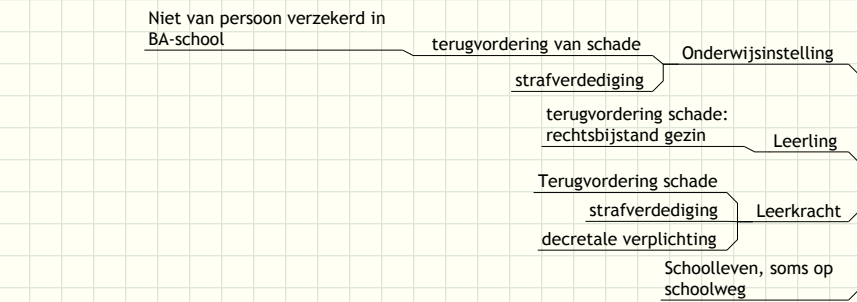 Niet van persoon verzekerd in
BA-school
terugvordering van schade
Onderwijsinstelling
strafverdediging
terugvordering schade:
rechtsbijstand gezin
Leerling
Terugvordering schade
strafverdediging
Leerkracht
decretale verplichting
Schoolleven, soms op
schoolweg